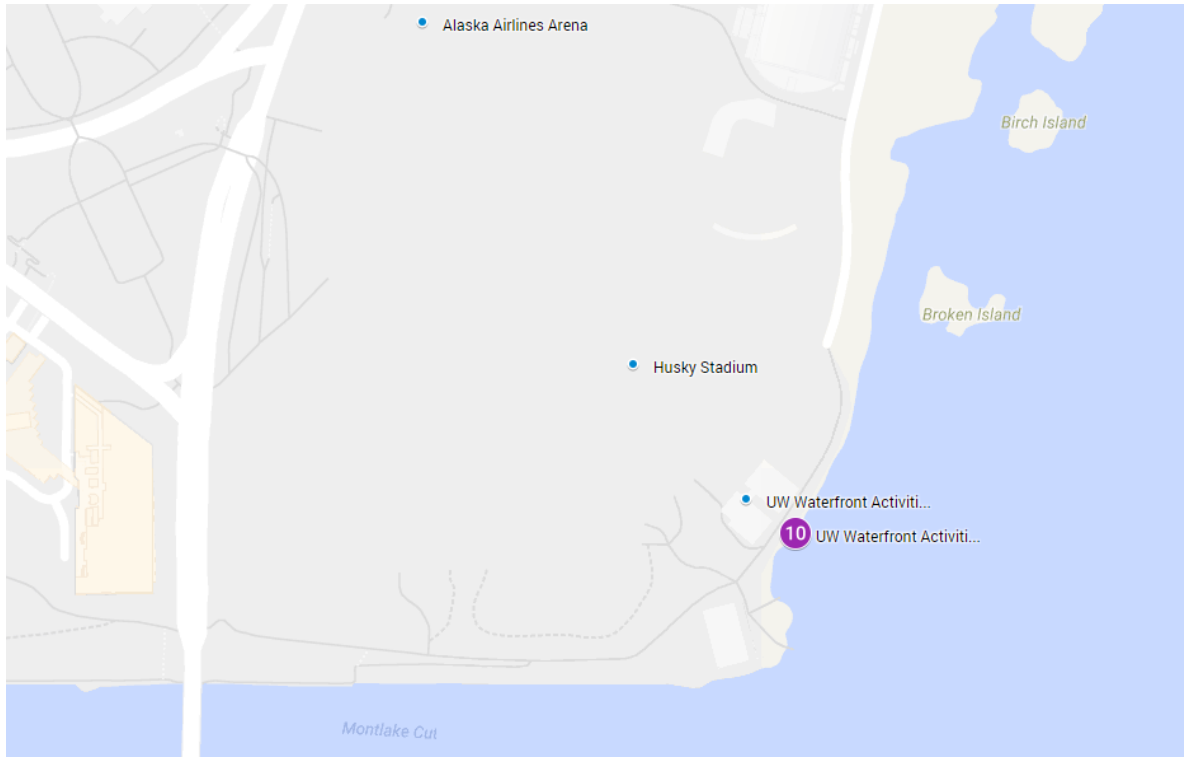 Alaska Airlines Arena
Birch Island
Broken Island
Husky Stadium
UW Waterfront Activiti...
10 UW Waterfront Activiti...
Montlake Cut